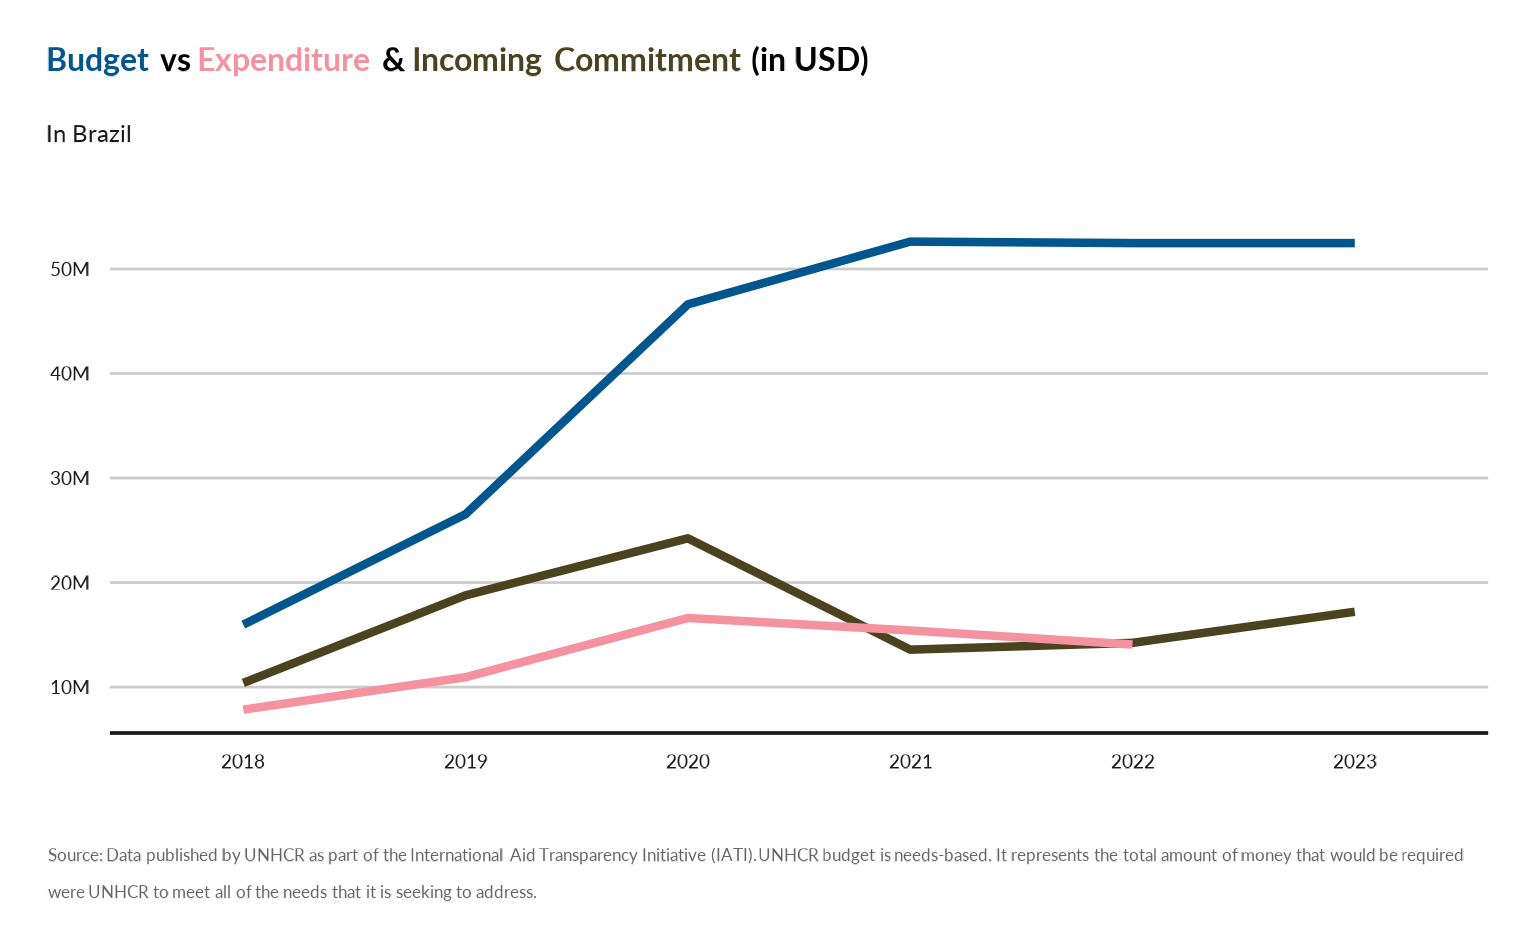 Budget vs Expenditure & Incoming Commitment (in USD)
In Brazil
50M
40M
30M
20M
10M
2018 2019 2020 2021 2022 2023
Source: Data published by UNHCR as part of the International Aid Transparency Initiative (IATI).UNHCR budget is needs-based. It represents the total amount of money that would be required
were UNHCR to meet all of the needs that it is seeking to address.